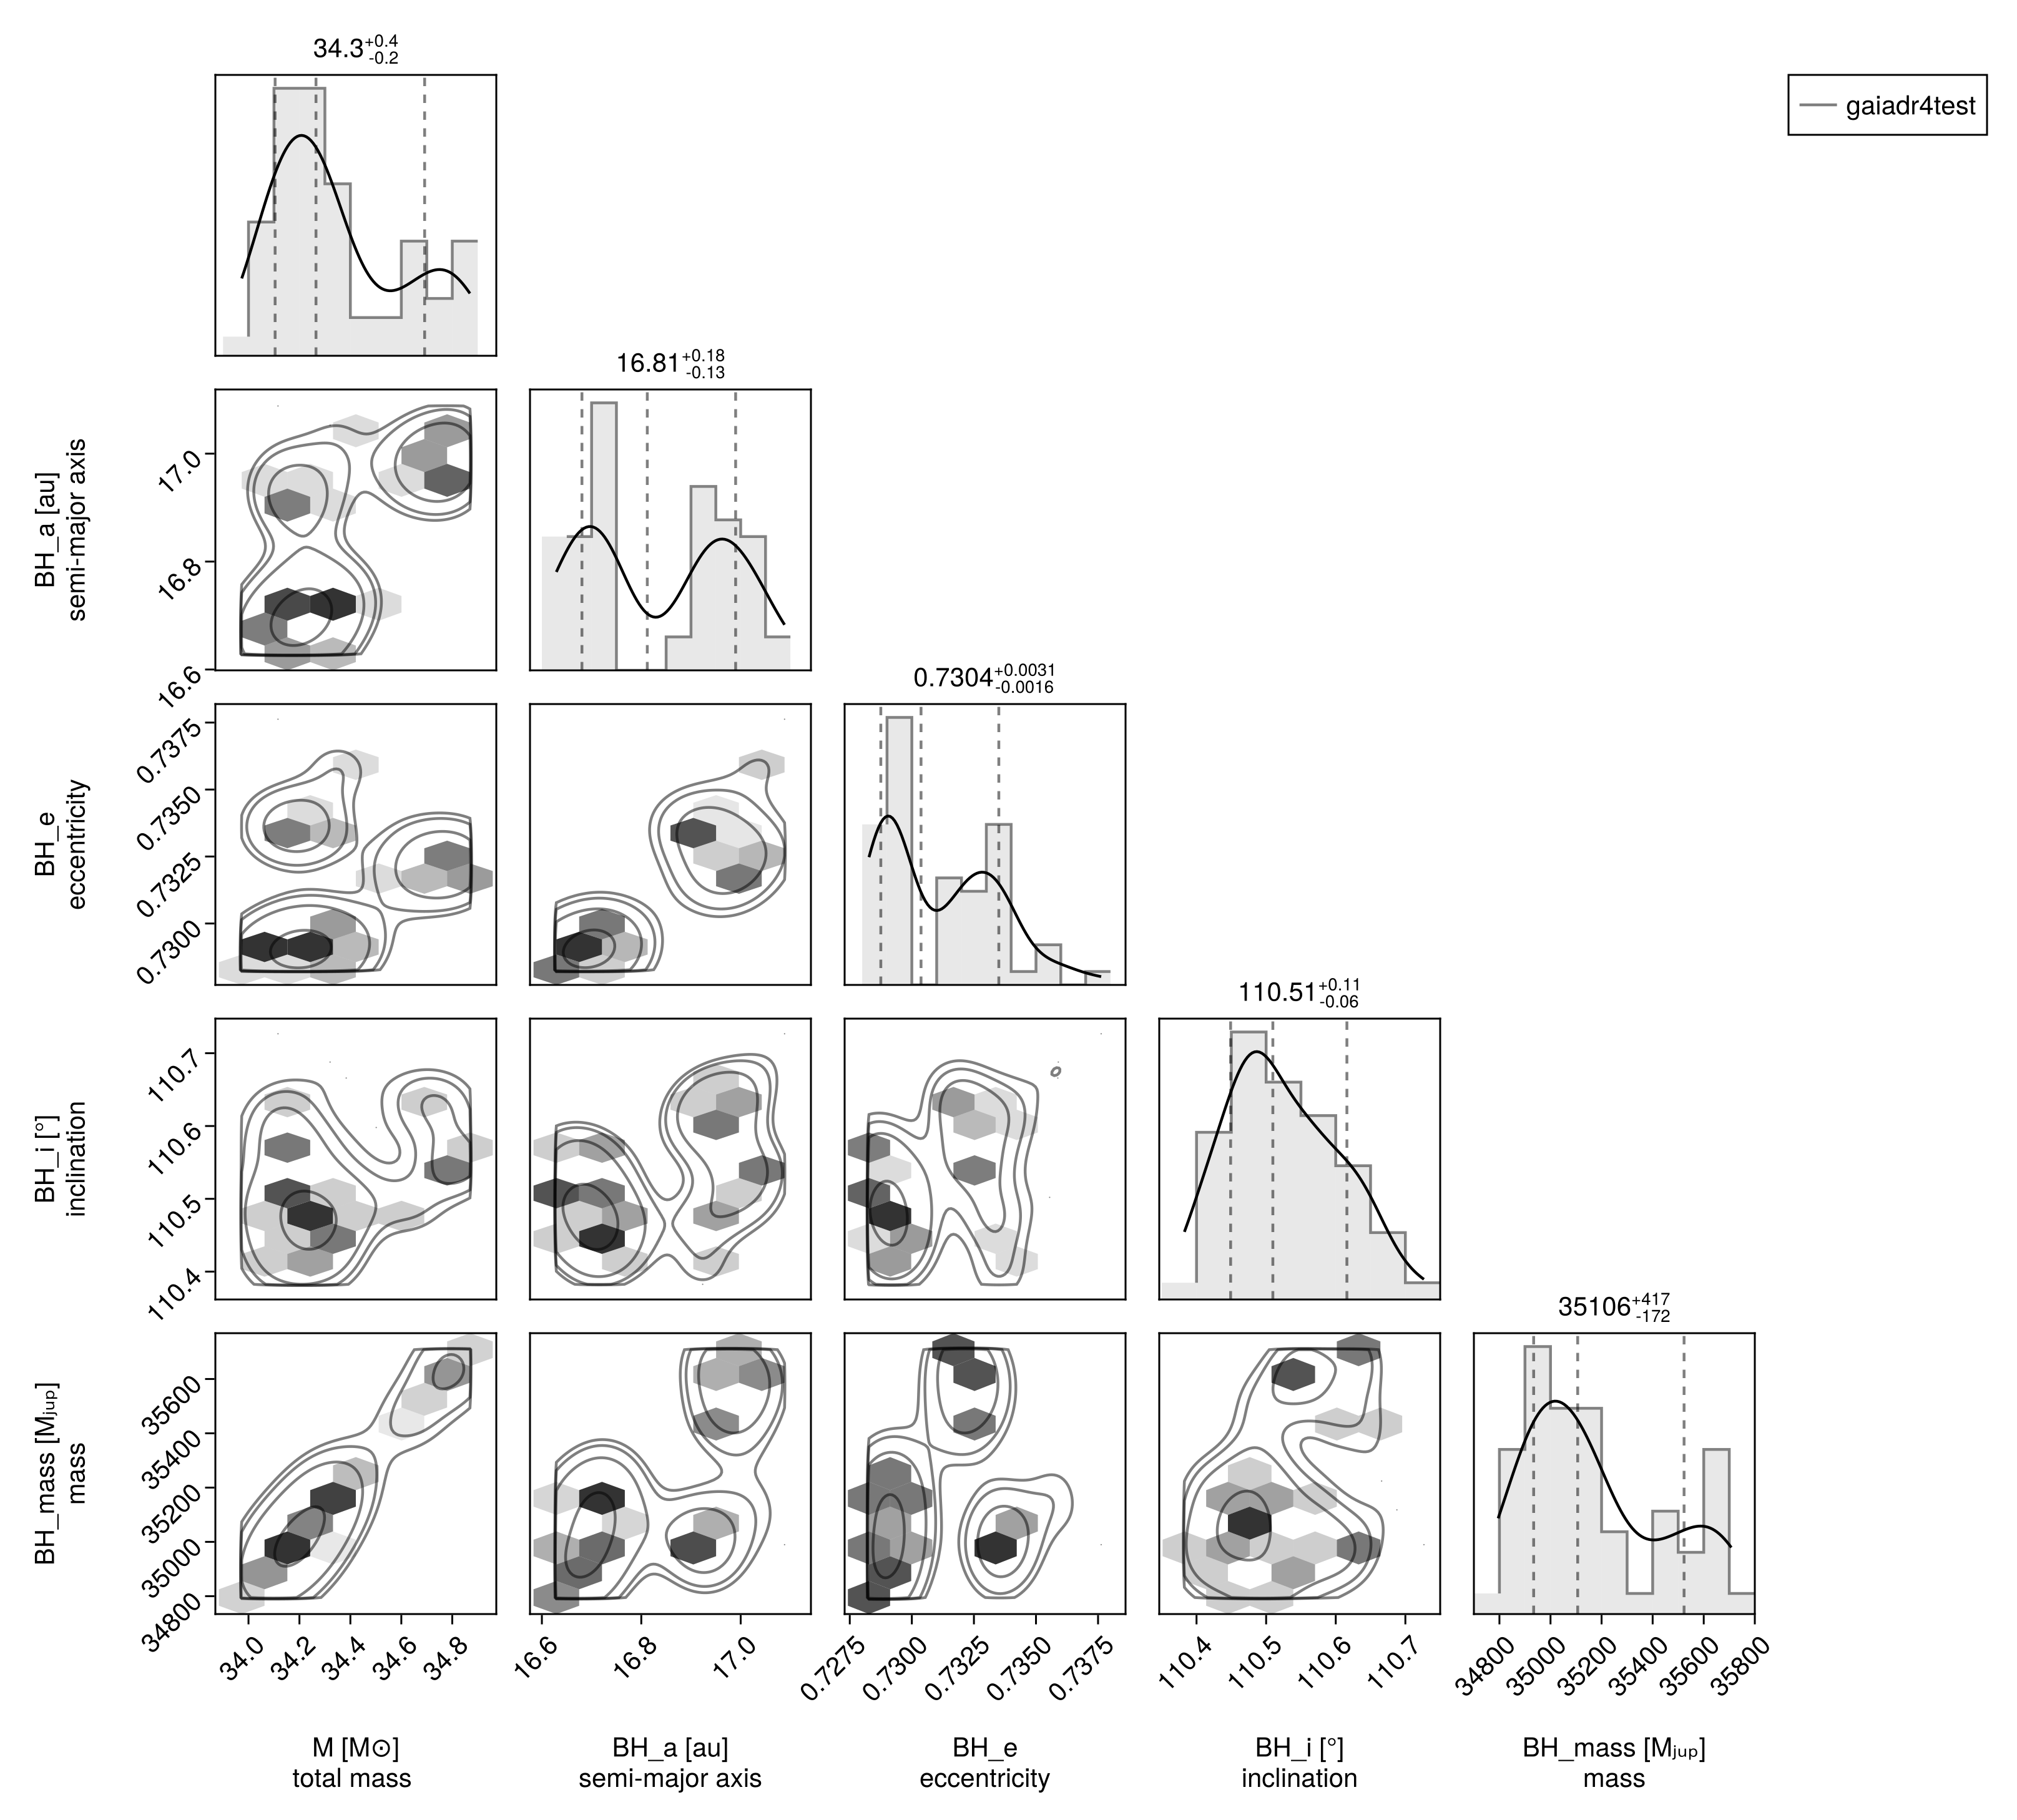 34.3+0.4-0.2
gaiadr4test
16.81+0.18-0.13
BH_a [au]
semi-major axis
17.0
16.8
16.6
0.7304+0.0031-0.0016
BH_e
eccentricity
0.7375
0.7350
0.7325
0.7300
110.51+0.11-0.06
BH_i [°]
inclination
110.7
110.6
110.5
110.4
35106+417-172
BH_mass [Mⱼᵤₚ]
mass
35600
35400
35200
35000
34800
34.0 34.2 34.4 34.6 34.8
16.6 16.8 17.0
0.7275 0.7300 0.7325 0.7350 0.7375
110.4 110.5 110.6 110.7
34800 35000 35200 35400 35600 35800
M [M⊙]
total mass
BH_a [au]
semi-major axis
BH_e
eccentricity
BH_i [°]
inclination
BH_mass [Mⱼᵤₚ]
mass